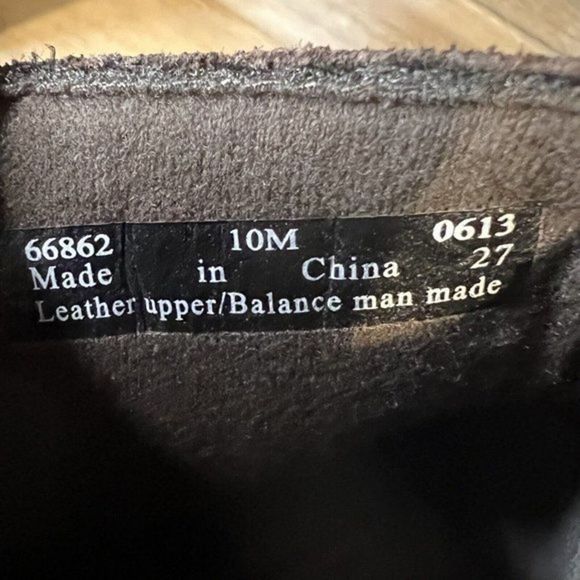 66862 10M 0613
Made in China 27
Leather upper/Balance man made